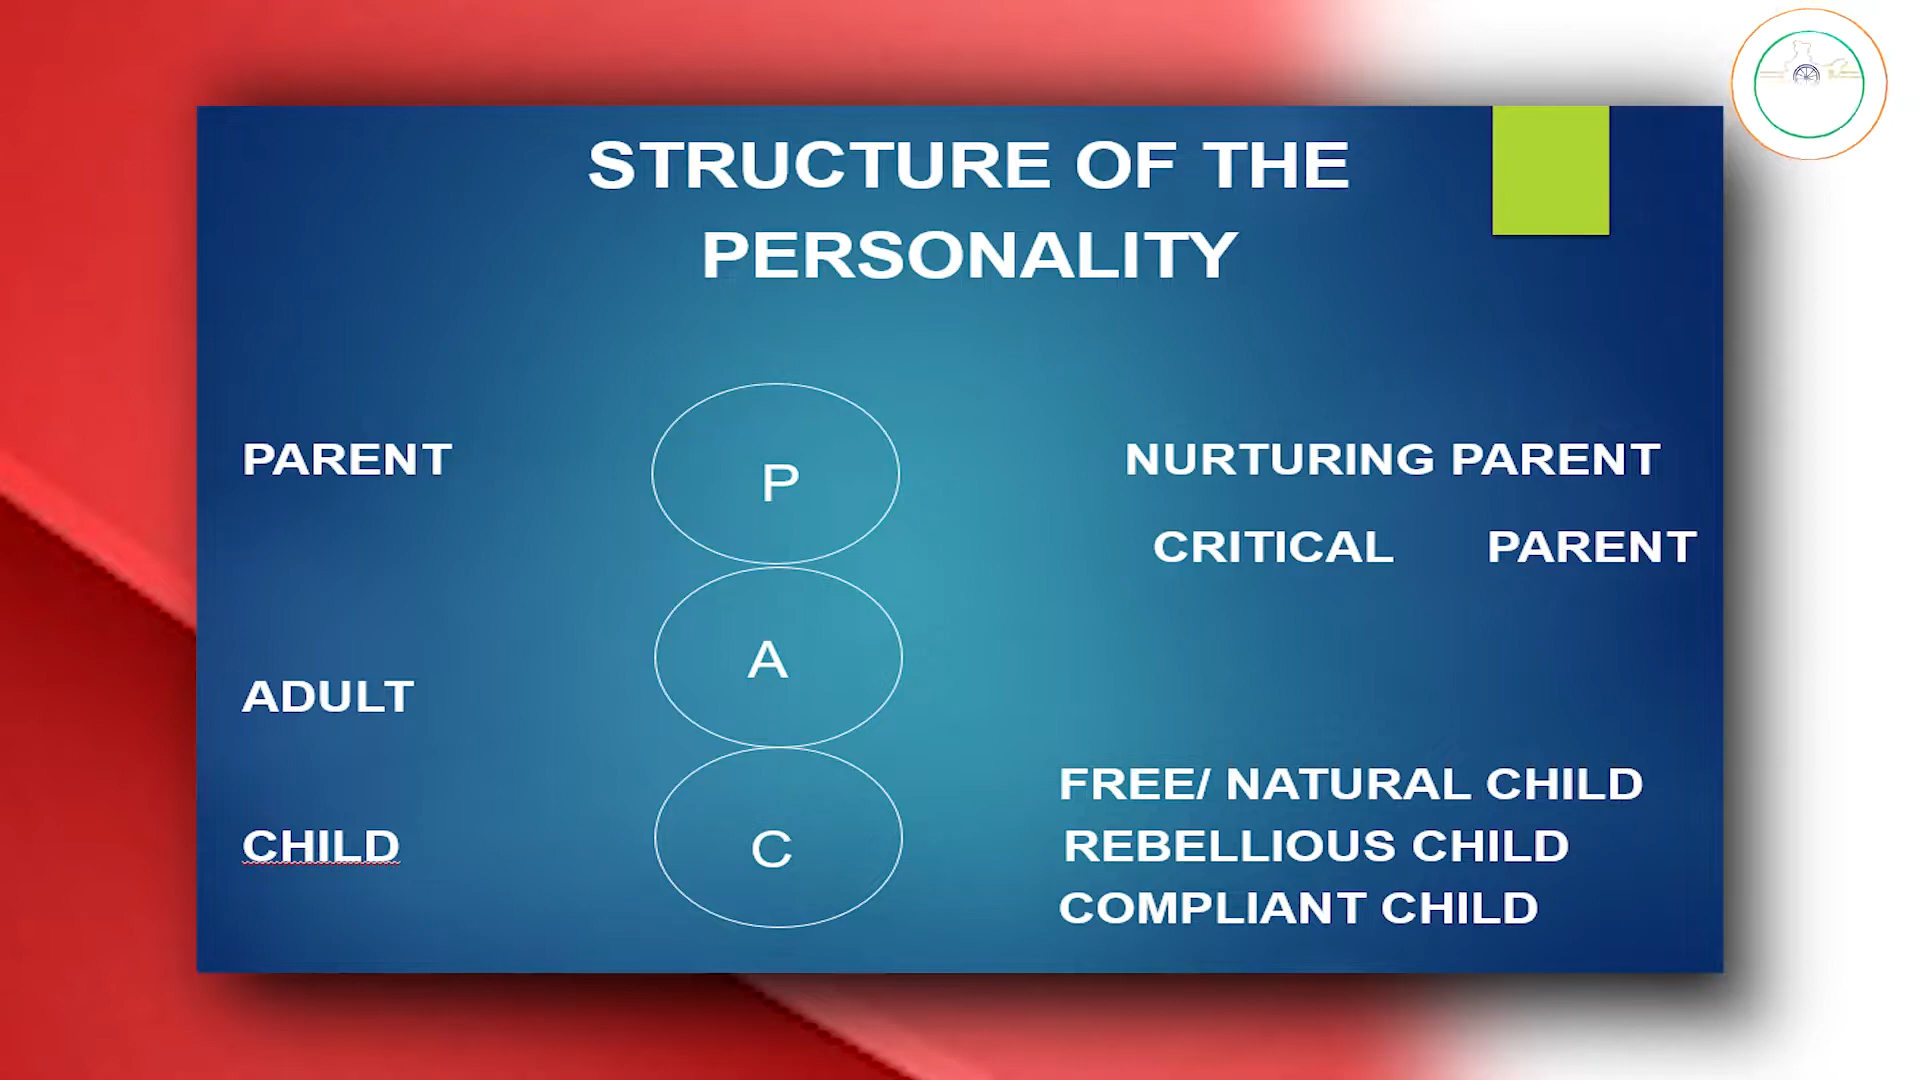 STRUCTURE OF THE
PERSONALITY
PARENT P NURTURING PARENT
CRITICAL PARENT
ADULT A
FREE/ NATURAL CHILD
CHILD C REBELLIOUS CHILD
COMPLIANT CHILD